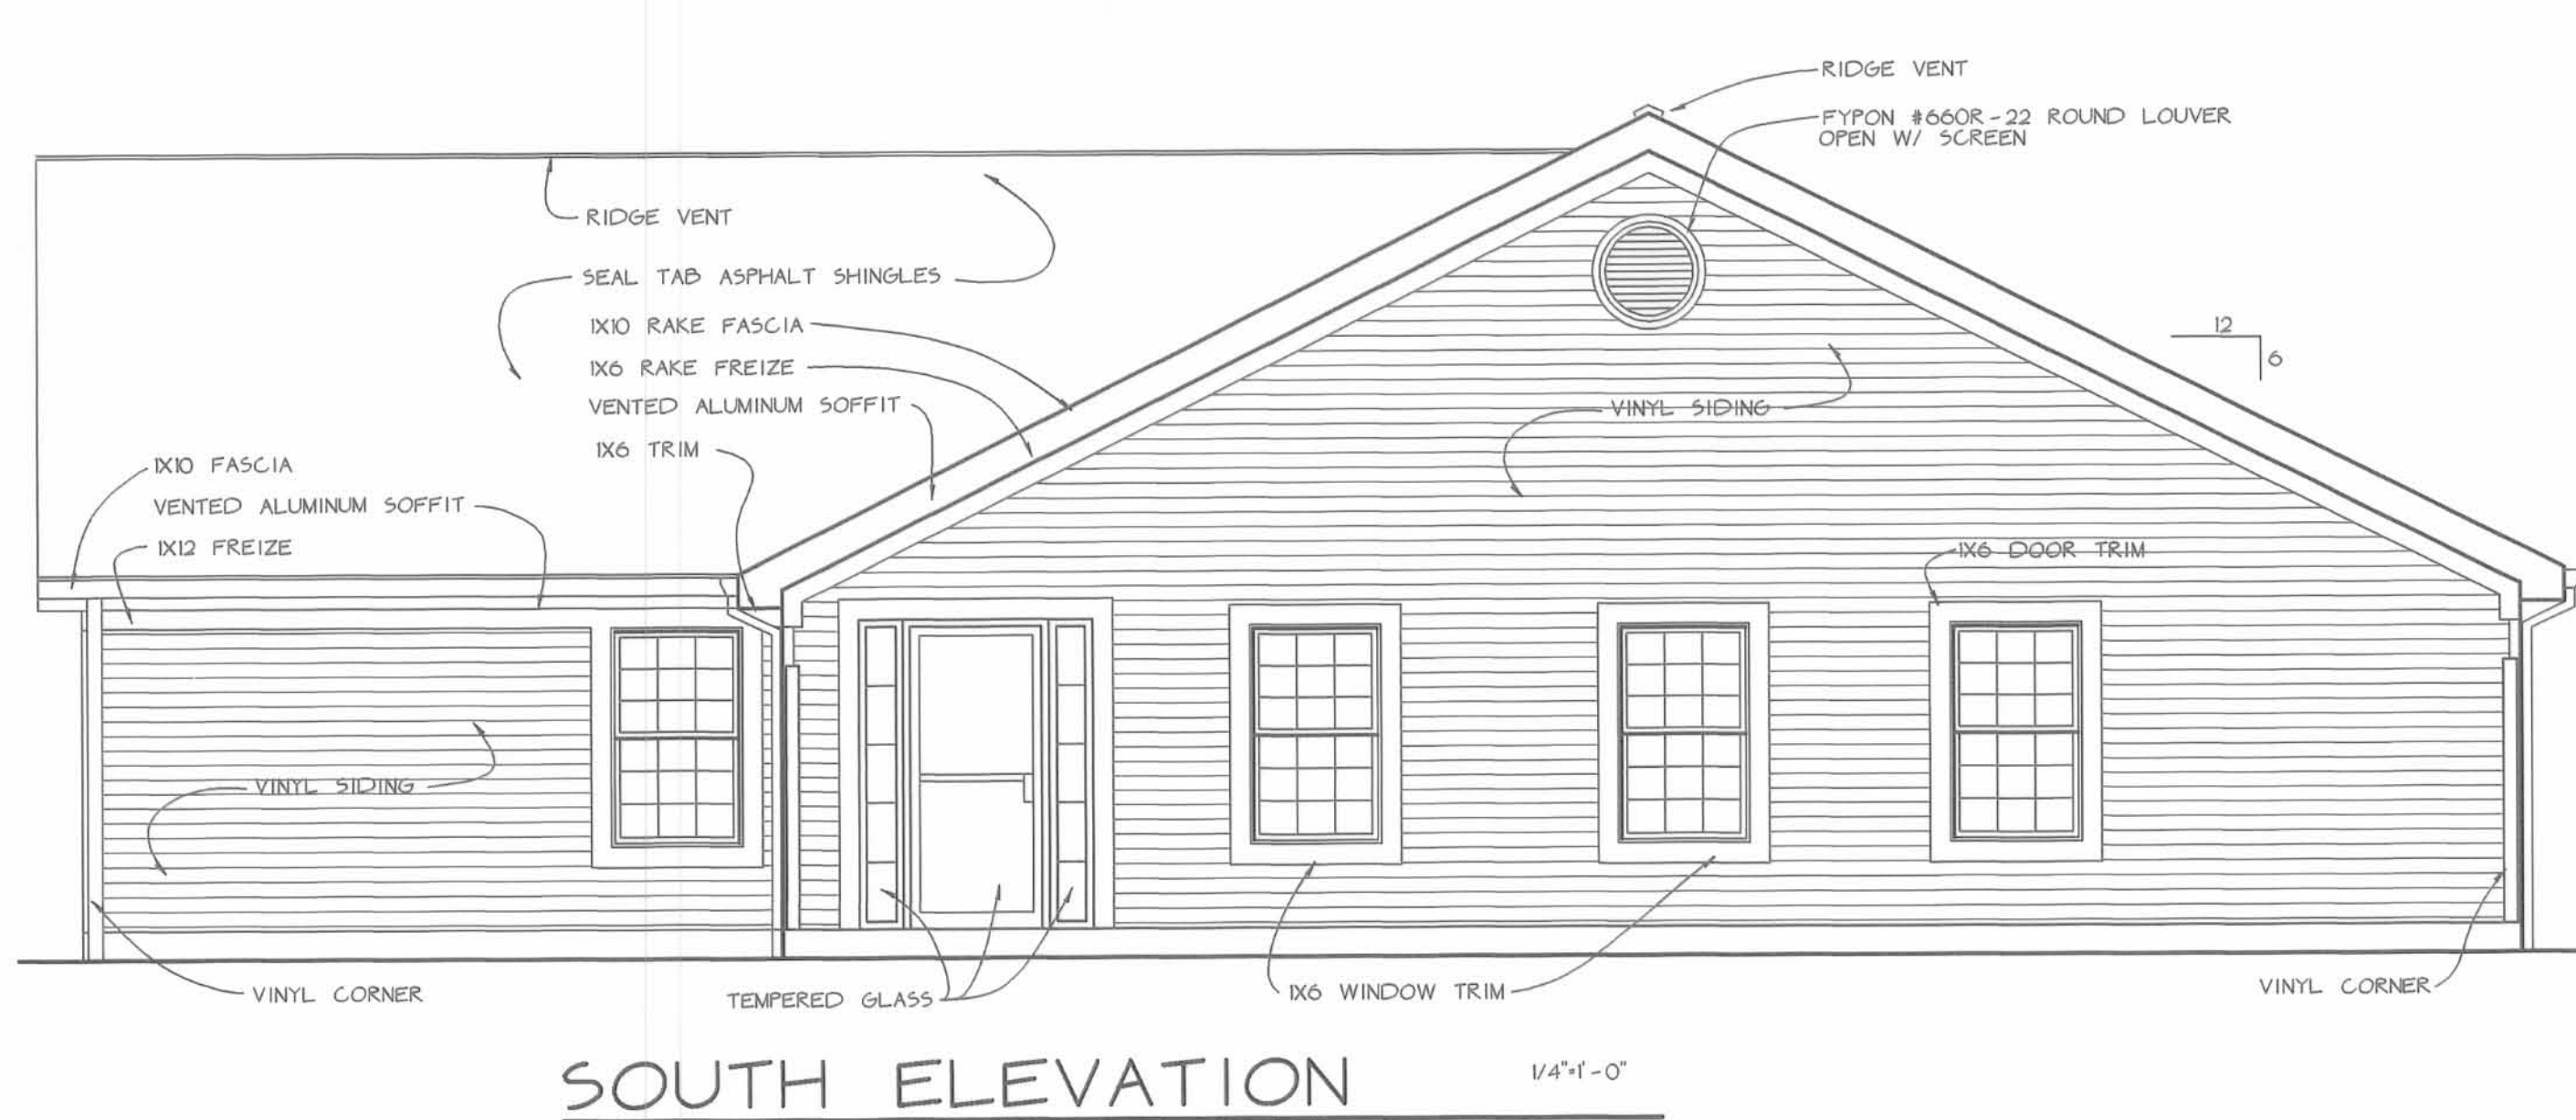 RIDGE VENT
FYPON #660R-22 ROUND LOUVER
OPEN W/ SCREEN
RIDGE VENT
SEAL TAB ASPHALT SHINGLES
1X10 RAKE FASCIA
1X6 RAKE FREIZE
VENTED ALUMINUM SOFFIT
1X6 TRIM
12
6
VINYL SIDING
1X10 FASCIA
VENTED ALUMINUM SOFFIT
1X12 FREIZE
1X6 DOOR TRIM
VINYL SIDING
VINYL CORNER
TEMPERED GLASS
1X6 WINDOW TRIM
VINYL CORNER
SOUTH ELEVATION
1/4"=1'-0"